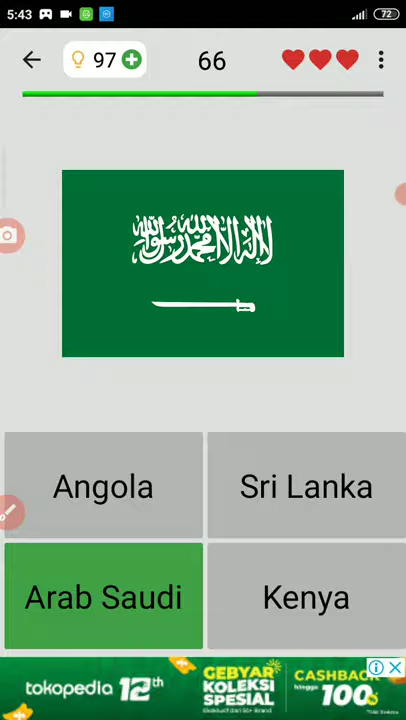 5:43
72
97
66
لا إله إلا الله محمد رسول الله
Angola
Sri Lanka
Arab Saudi
Kenya
tokopedia 12th
GEBYAR
KOLEKSI
SPESIAL
CASHBACK
hingga
100%